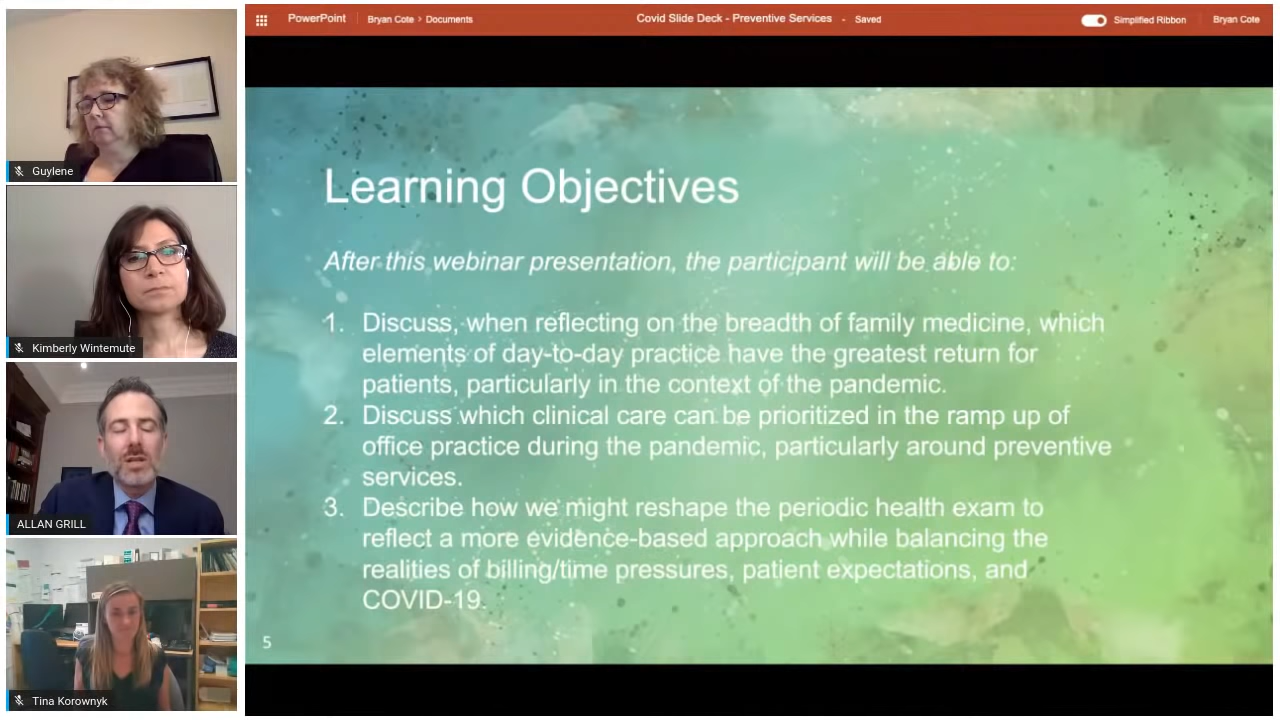 PowerPoint
Bryan Cote > Documents
Covid Slide Deck - Preventive Services - Saved
Simplified Ribbon
Bryan Cote
Guylene
Kimberly Wintemute
ALLAN GRILL
Tina Korownyk
Learning Objectives
After this webinar presentation, the participant will be able to:
1. Discuss, when reflecting on the breadth of family medicine, which
elements of day-to-day practice have the greatest return for
patients, particularly in the context of the pandemic.
2. Discuss which clinical care can be prioritized in the ramp up of
office practice during the pandemic, particularly around preventive
services.
3. Describe how we might reshape the periodic health exam to
reflect a more evidence-based approach while balancing the
realities of billing/time pressures, patient expectations, and
COVID-19.
5